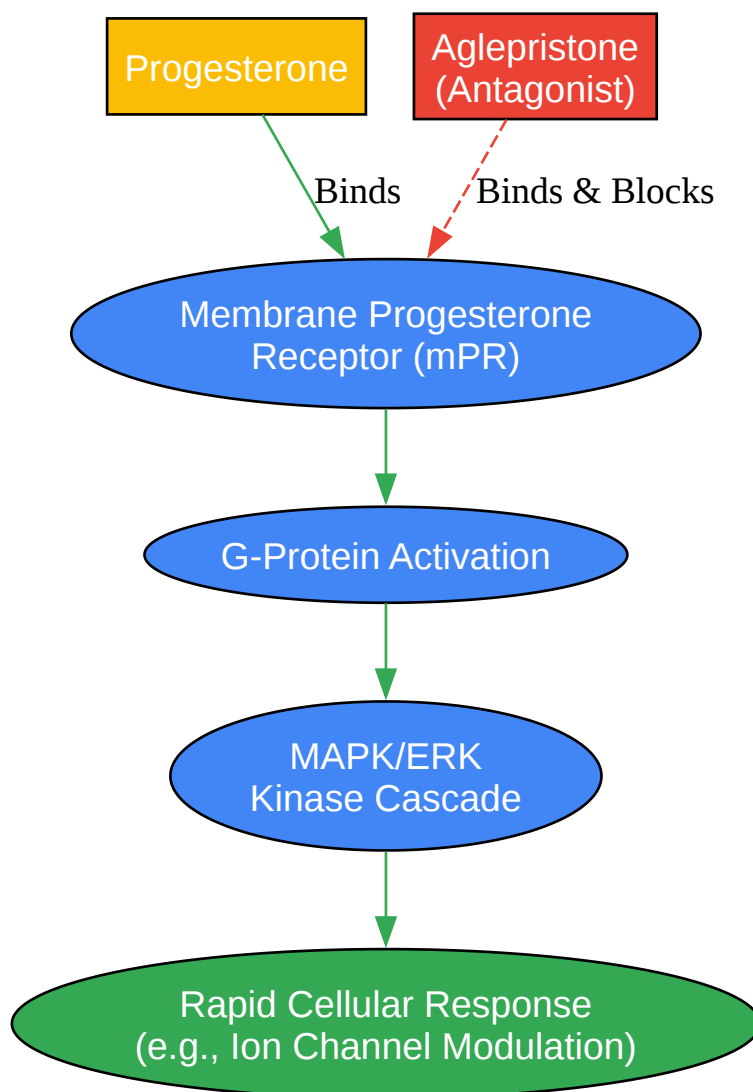 Progesterone
Aglepristone
(Antagonist)
Binds
Binds & Blocks
Membrane Progesterone
Receptor (mPR)
G-Protein Activation
MAPK/ERK
Kinase Cascade
Rapid Cellular Response
(e.g., Ion Channel Modulation)